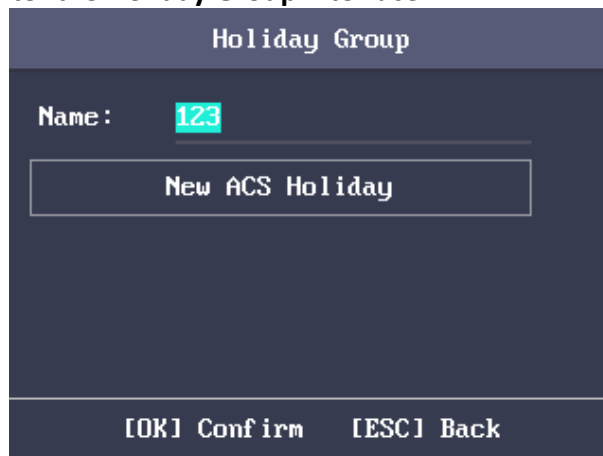 Holiday Group
Name: 123
New ACS Holiday
[OK] Confirm [ESC] Back